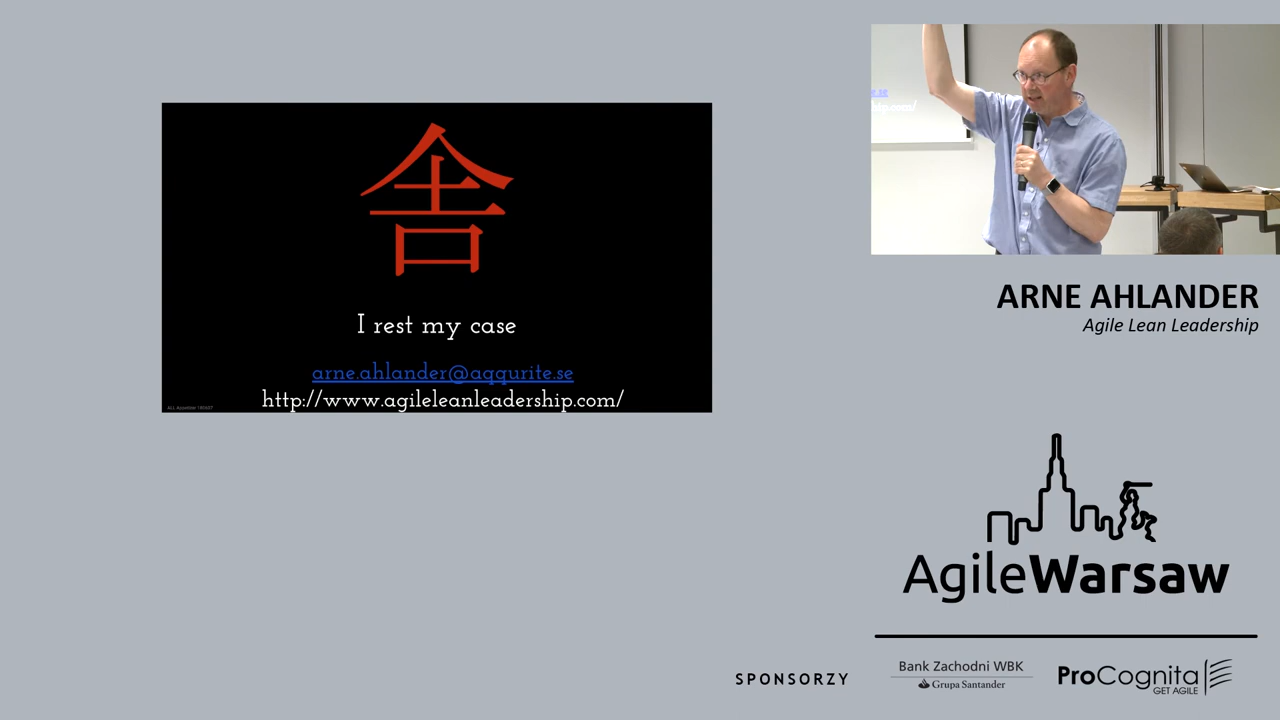 舎
I rest my case
arne.ahlander@aqqurite.se
http://www.agileleanleadership.com/
ARNE AHLANDER
Agile Lean Leadership
AgileWarsaw
SPONSORZY
Bank Zachodni WBK
Grupa Santander
ProCognita
GET AGILE